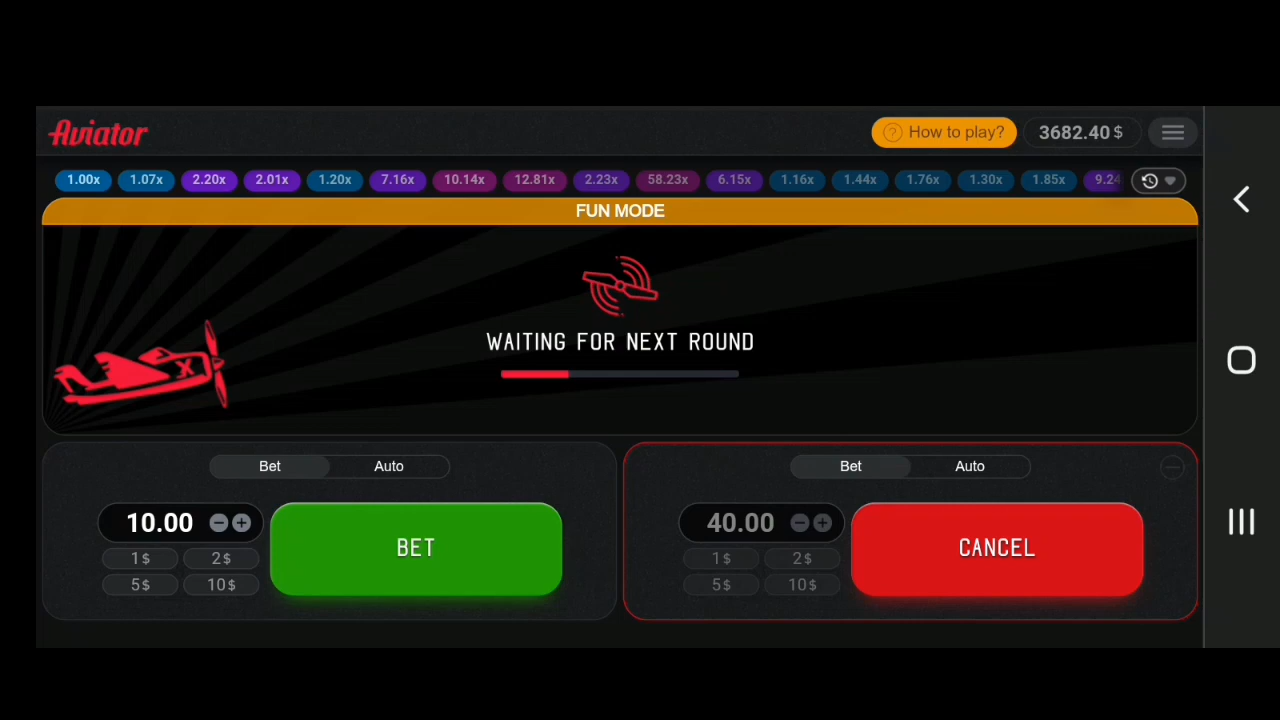 Aviator
? How to play?
3682.40 $
1.00x 1.07x 2.20x 2.01x 1.20x 7.16x 10.14x 12.81x 2.23x 58.23x 6.15x 1.16x 1.44x 1.76x 1.30x 1.85x 9.24
FUN MODE
X
WAITING FOR NEXT ROUND
Bet Auto
10.00
1$ 2$
5$ 10$
BET
Bet Auto
40.00
1$ 2$
5$ 10$
CANCEL